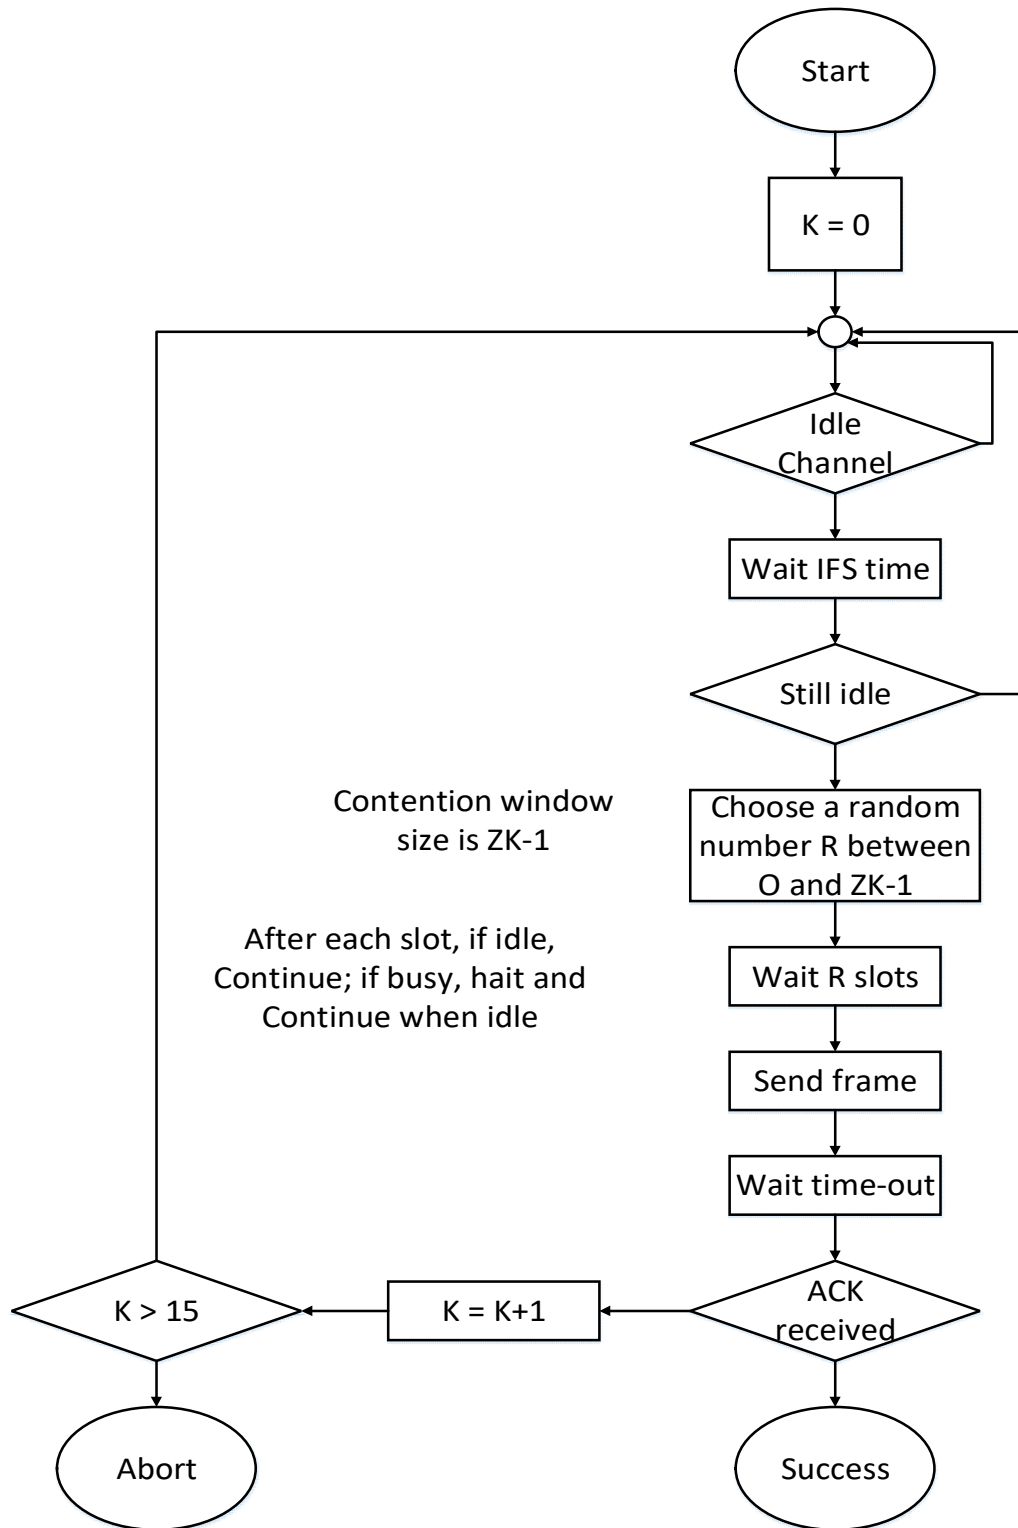 Start
K = 0
Idle
Channel
Wait IFS time
Still idle
Contention window
size is ZK-1
Choose a random
number R between
O and ZK-1
After each slot, if idle,
Continue; if busy, hait and
Continue when idle
Wait R slots
Send frame
Wait time-out
K > 15
K = K+1
ACK
received
Abort
Success